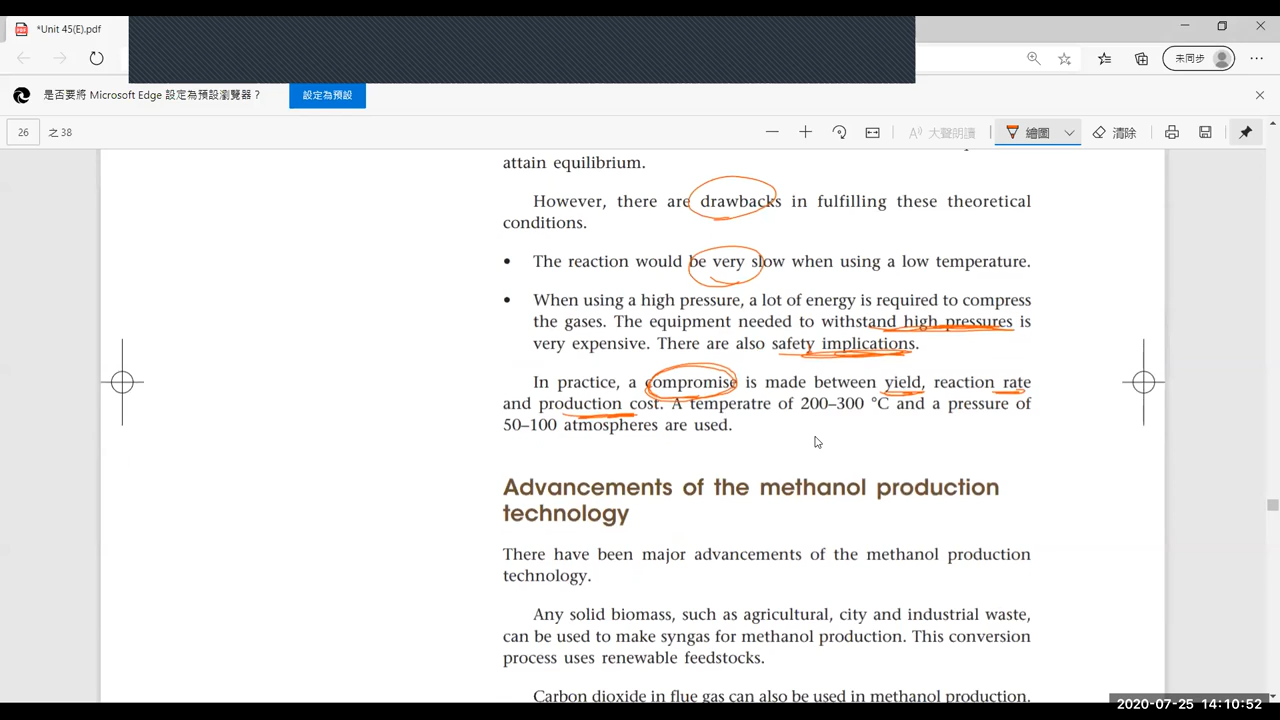 *Unit 45(E).pdf
未同步
是否要將 Microsoft Edge 設定為預設瀏覽器？
設定為預設
26 之 38
大聲朗讀
繪圖
清除
attain equilibrium.
However, there are drawbacks in fulfilling these theoretical
conditions.
• The reaction would be very slow when using a low temperature.
• When using a high pressure, a lot of energy is required to compress
the gases. The equipment needed to withstand high pressures is
very expensive. There are also safety implications.
In practice, a compromise is made between yield, reaction rate
and production cost. A temperatre of 200–300 °C and a pressure of
50–100 atmospheres are used.
Advancements of the methanol production
technology
There have been major advancements of the methanol production
technology.
Any solid biomass, such as agricultural, city and industrial waste,
can be used to make syngas for methanol production. This conversion
process uses renewable feedstocks.
Carbon dioxide in flue gas can also be used in methanol production.
2020-07-25 14:10:52